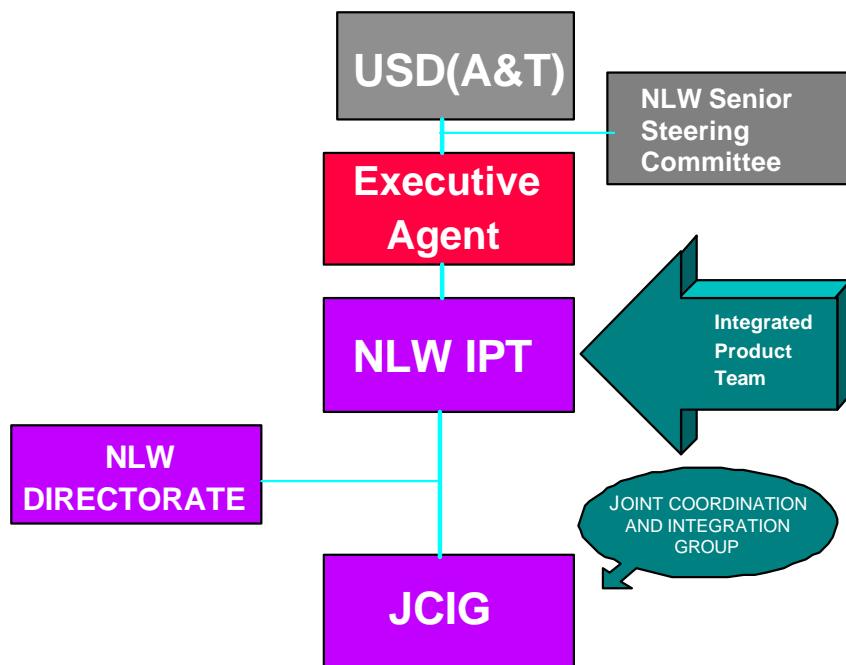 USD(A&T)
NLW Senior
Steering
Committee
Executive
Agent
NLW IPT
Integrated
Product
Team
NLW
DIRECTORATE
JOINT COORDINATION
AND INTEGRATION
GROUP
JCIG